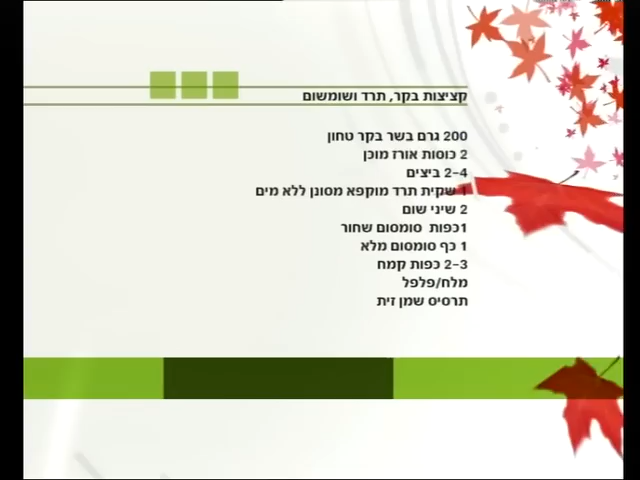 קציצות בקר, תרד ושומשום
200 גרם בשר בקר טחון
2 כוסות אורז מוכן
2-4 ביצים
1 שקית תרד מוקפא מסונן ללא מים
2 שיני שום
1כפות סומסום שחור
1 כף סומסום מלא
2-3 כפות קמח
מלח/פלפל
תרסיס שמן זית